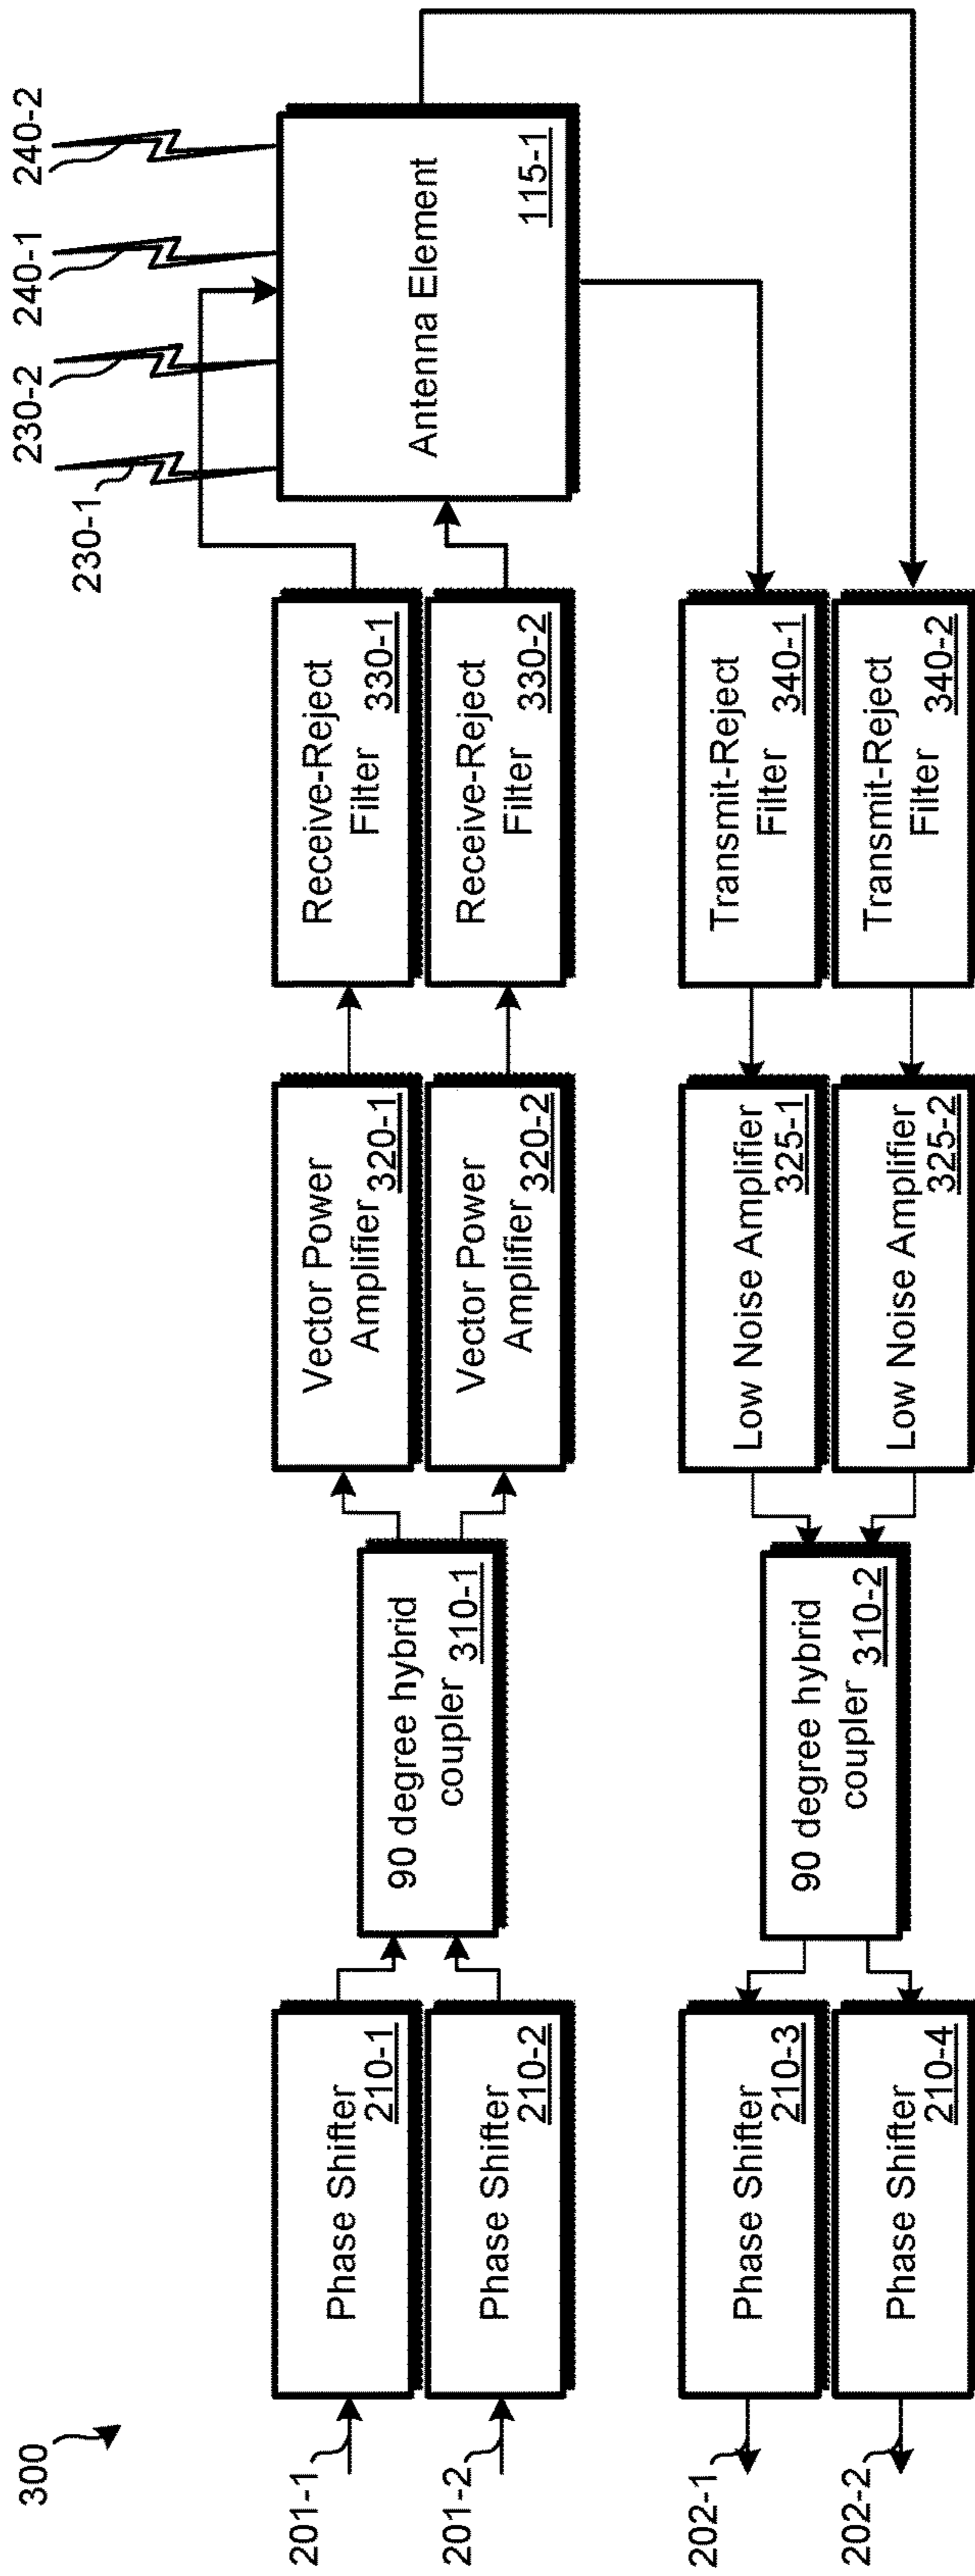 300
230-1
230-2
240-1
240-2
201-1
Phase Shifter
210-1
201-2
Phase Shifter
210-2
90 degree hybrid
coupler 310-1
Vector Power
Amplifier 320-1
Vector Power
Amplifier 320-2
Receive-Reject
Filter 330-1
Receive-Reject
Filter 330-2
Antenna Element
115-1
202-1
Phase Shifter
210-3
202-2
Phase Shifter
210-4
90 degree hybrid
coupler 310-2
Low Noise Amplifier
325-1
Low Noise Amplifier
325-2
Transmit-Reject
Filter 340-1
Transmit-Reject
Filter 340-2